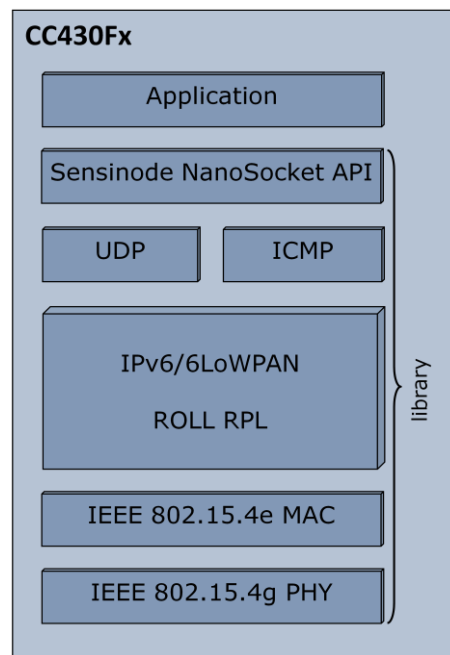 CC430Fx
Application
Sensinode NanoSocket API
UDP
ICMP
IPv6/6LoWPAN
ROLL RPL
IEEE 802.15.4e MAC
IEEE 802.15.4g PHY
library